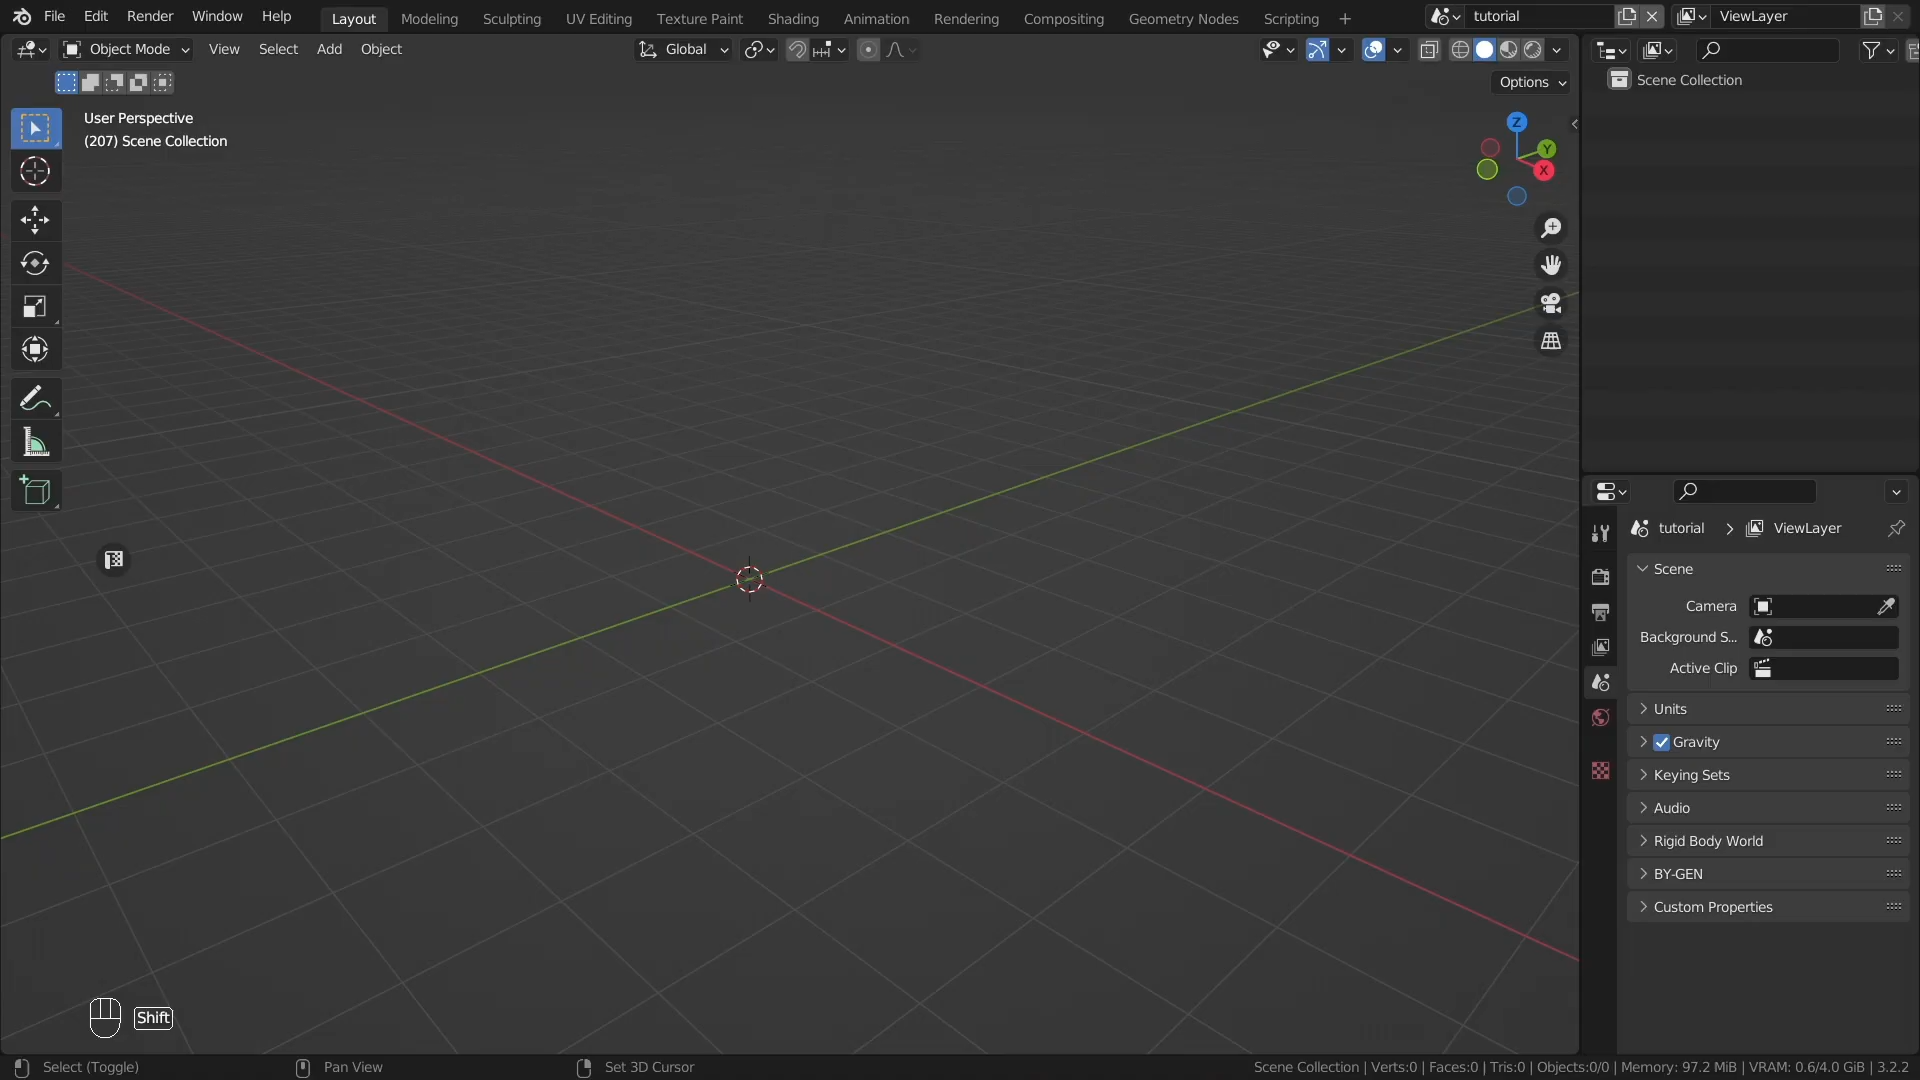 File Edit Render Window Help Layout Modeling Sculpting UV Editing Texture Paint Shading Animation Rendering Compositing Geometry Nodes Scripting + tutorial ViewLayer
Object Mode View Select Add Object Global
Options
Scene Collection
User Perspective
(207) Scene Collection
Z
Y
X
tutorial > ViewLayer
Scene
Camera
Background S...
Active Clip
Units
Gravity
Keying Sets
Audio
Rigid Body World
BY-GEN
Custom Properties
Shift
Select (Toggle) Pan View Set 3D Cursor Scene Collection | Verts:0 | Faces:0 | Tris:0 | Objects:0/0 | Memory: 97.2 MiB | VRAM: 0.6/4.0 GiB | 3.2.2